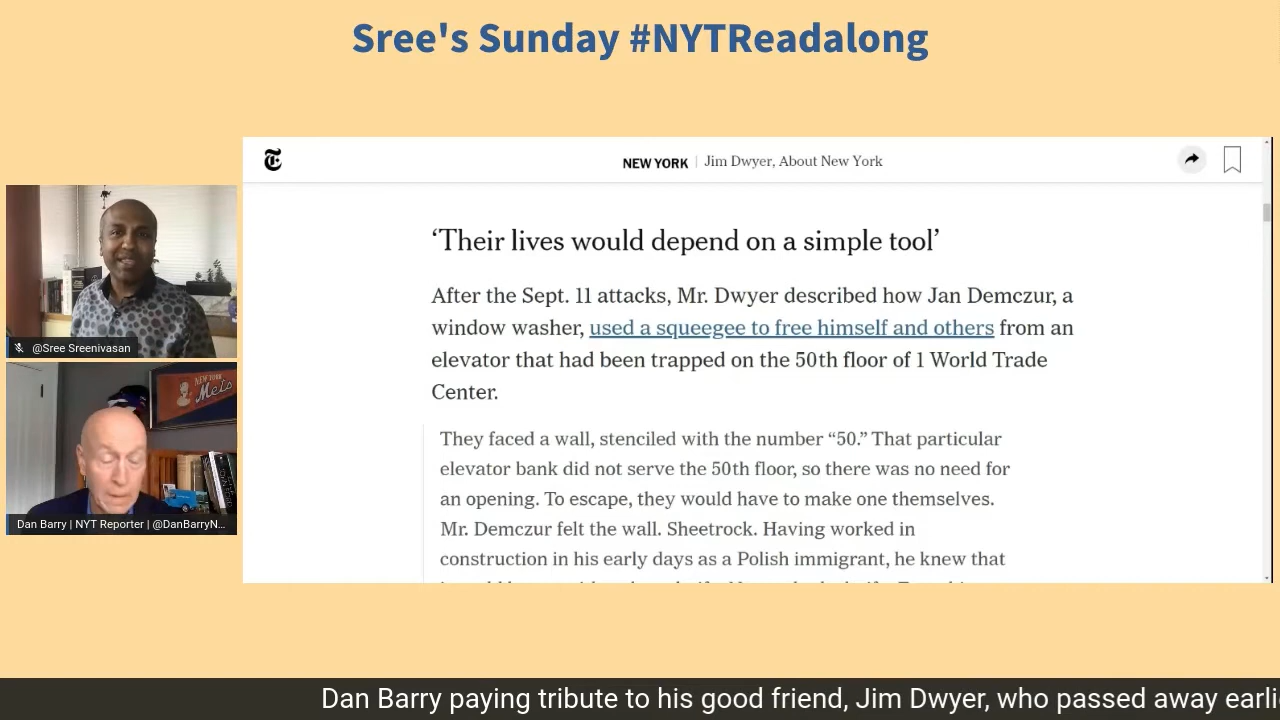 Sree's Sunday #NYTReadalong
NEW YORK | Jim Dwyer, About New York
‘Their lives would depend on a simple tool’
After the Sept. 11 attacks, Mr. Dwyer described how Jan Demczur, a
window washer, used a squeegee to free himself and others from an
elevator that had been trapped on the 50th floor of 1 World Trade
Center.
They faced a wall, stenciled with the number “50.” That particular
elevator bank did not serve the 50th floor, so there was no need for
an opening. To escape, they would have to make one themselves.
Mr. Demczur felt the wall. Sheetrock. Having worked in
construction in his early days as a Polish immigrant, he knew that
@Sree Sreenivasan
NEW YORK
Mets
Dan Barry | NYT Reporter | @DanBarryN...
Dan Barry paying tribute to his good friend, Jim Dwyer, who passed away earli